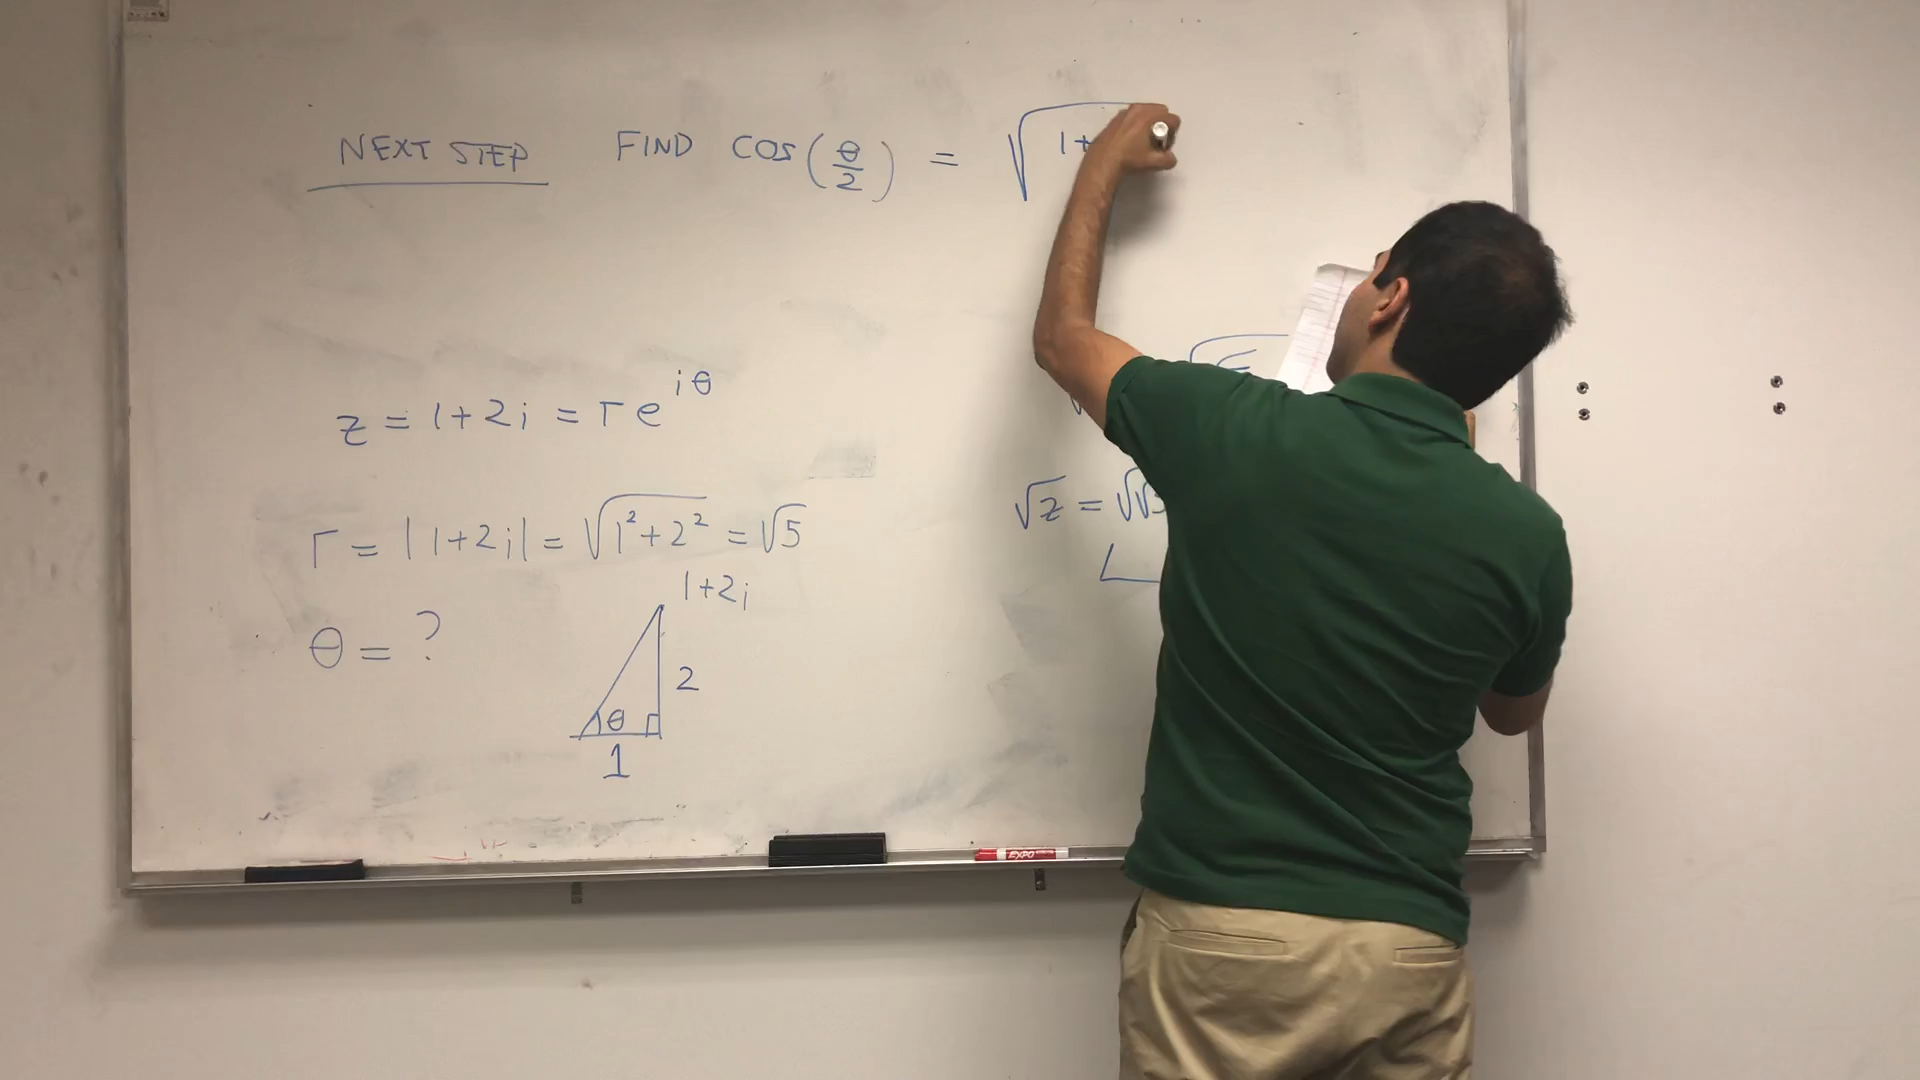 NEXT STEP FIND COS(θ/2) = √1+
z = 1+2i = re^iθ
r = |1+2i| = √1²+2² = √5
√z = √√5
1+2i
θ = ?
2
θ
1
EXPO